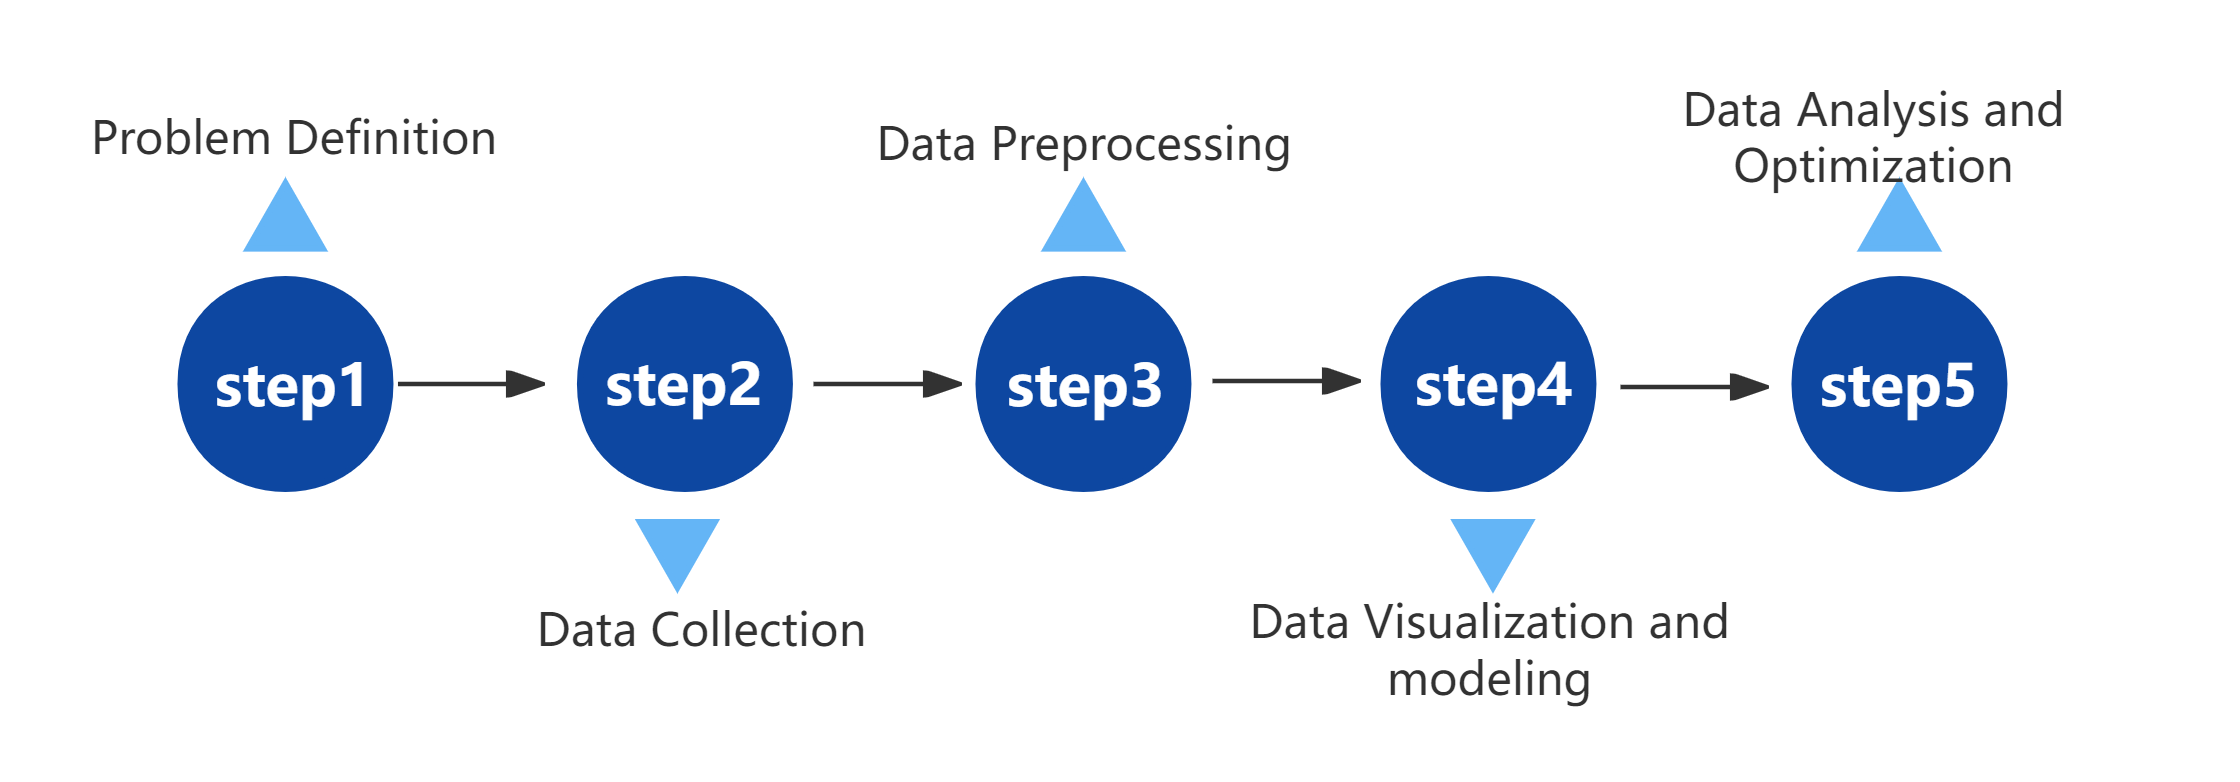 Problem Definition
Data Preprocessing
Data Analysis and
Optimization
step1
step2
step3
step4
step5
Data Collection
Data Visualization and
modeling